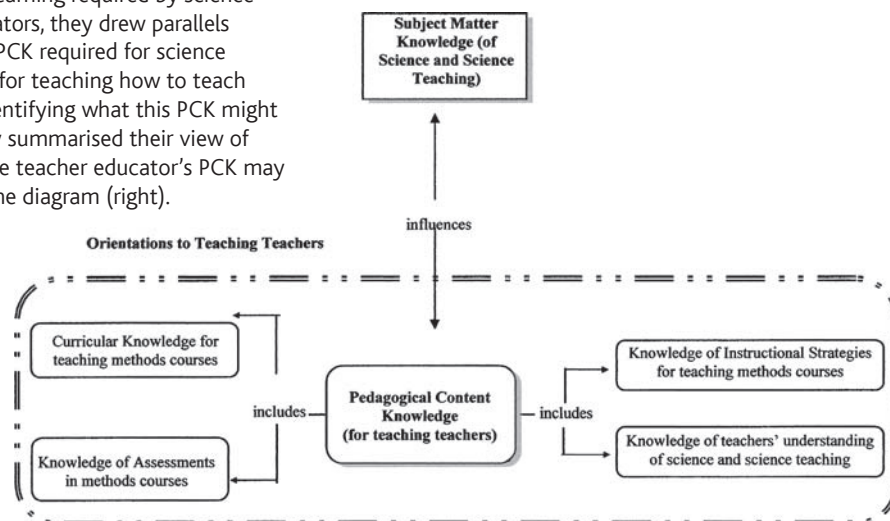 earning required by science
ators, they drew parallels
PCK required for science
for teaching how to teach
entifying what this PCK might
summarised their view of
e teacher educator's PCK may
ne diagram (right).
Subject Matter
Knowledge (of
Science and Science
Teaching)
influences
Orientations to Teaching Teachers
Curricular Knowledge for
teaching methods courses
includes
Knowledge of Assessments
in methods courses
Pedagogical Content
Knowledge
(for teaching teachers)
includes
Knowledge of Instructional Strategies
for teaching methods courses
Knowledge of teachers' understanding
of science and science teaching